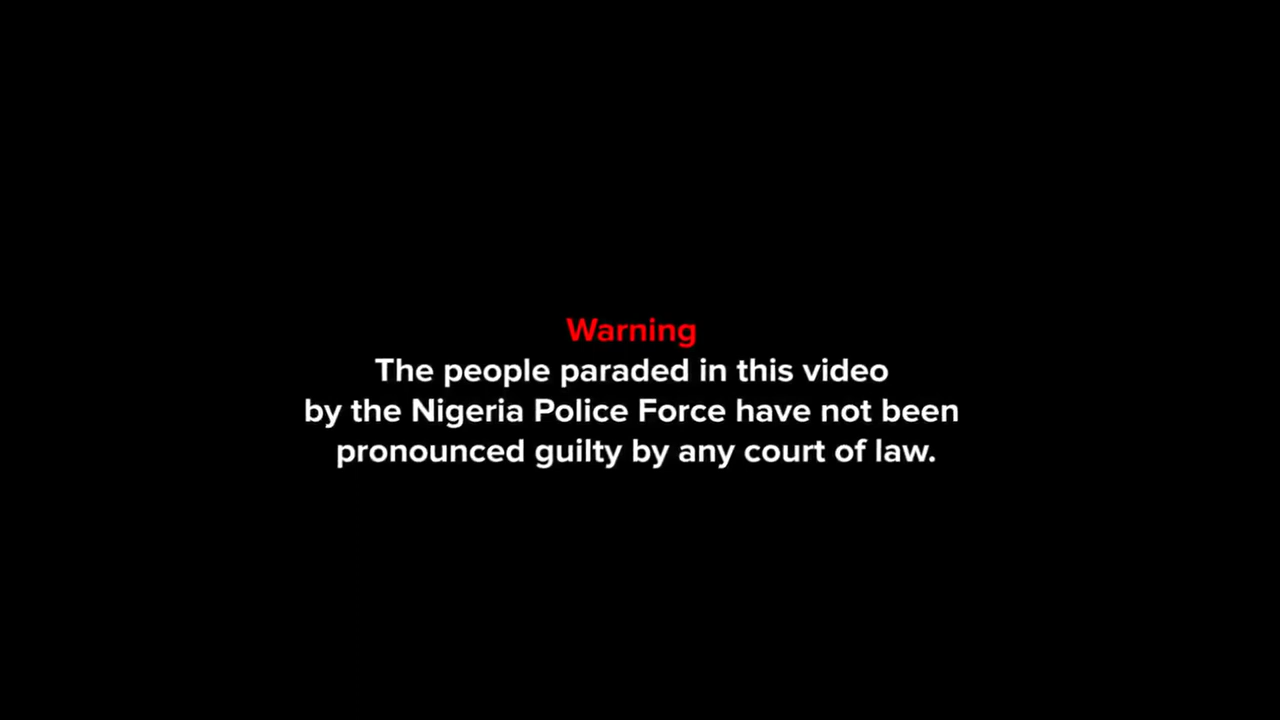 Warning
The people paraded in this video
by the Nigeria Police Force have not been
pronounced guilty by any court of law.